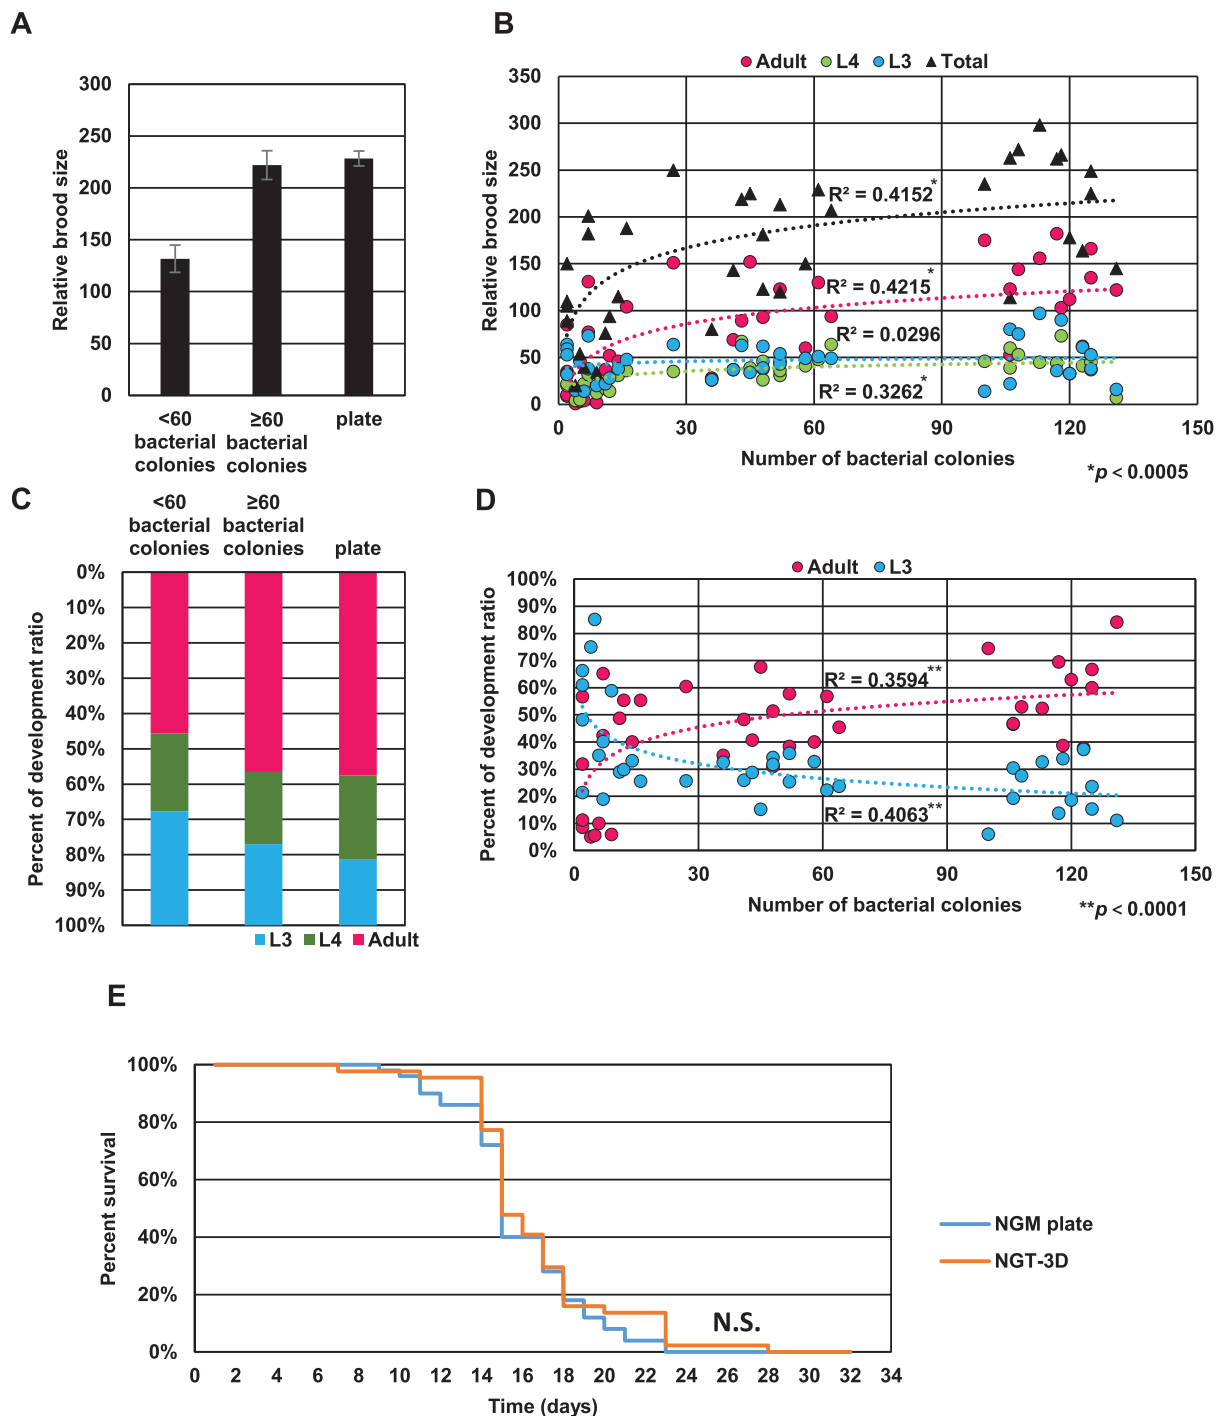 A
300
250
200
150
100
50
0
Relative brood size
<60
bacterial
colonies
≥60
bacterial
colonies
plate
B
Adult L4 L3 Total
350
300
250
200
150
100
50
0
Relative brood size
R² = 0.4152*
R² = 0.4215*
R² = 0.0296
R² = 0.3262*
0 30 60 90 120 150
Number of bacterial colonies
*p < 0.0005
C
<60
bacterial
colonies
≥60
bacterial
colonies
plate
0%
10%
20%
30%
40%
50%
60%
70%
80%
90%
100%
Percent of development ratio
L3 L4 Adult
D
Adult L3
100%
90%
80%
70%
60%
50%
40%
30%
20%
10%
0%
Percent of development ratio
R² = 0.3594**
R² = 0.4063**
0 30 60 90 120 150
Number of bacterial colonies
**p < 0.0001
E
100%
80%
60%
40%
20%
0%
Percent survival
N.S.
0 2 4 6 8 10 12 14 16 18 20 22 24 26 28 30 32 34
Time (days)
NGM plate
NGT-3D